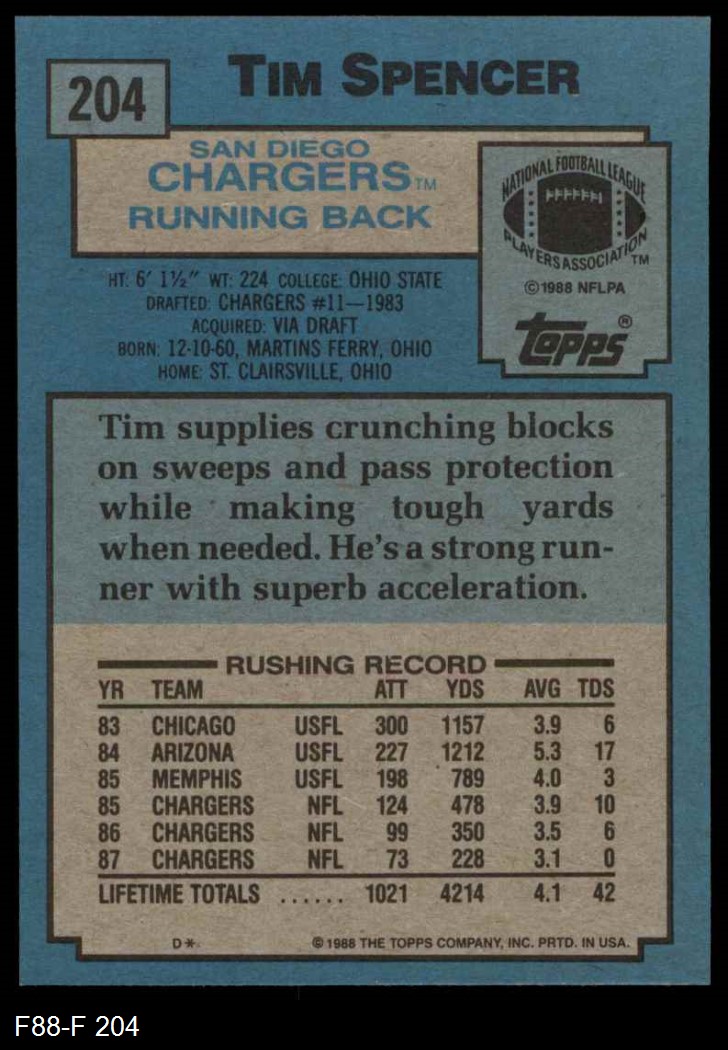 204
TIM SPENCER
SAN DIEGO
CHARGERS TM
RUNNING BACK
NATIONAL FOOTBALL LEAGUE
PLAYERS ASSOCIATION TM
© 1988 NFLPA
topps®
HT: 6' 1½" WT: 224 COLLEGE: OHIO STATE
DRAFTED: CHARGERS #11—1983
ACQUIRED: VIA DRAFT
BORN: 12-10-60, MARTINS FERRY, OHIO
HOME: ST. CLAIRSVILLE, OHIO
Tim supplies crunching blocks
on sweeps and pass protection
while making tough yards
when needed. He's a strong run-
ner with superb acceleration.
RUSHING RECORD
YR TEAM ATT YDS AVG TDS
83 CHICAGO USFL 300 1157 3.9 6
84 ARIZONA USFL 227 1212 5.3 17
85 MEMPHIS USFL 198 789 4.0 3
85 CHARGERS NFL 124 478 3.9 10
86 CHARGERS NFL 99 350 3.5 6
87 CHARGERS NFL 73 228 3.1 0
LIFETIME TOTALS ...... 1021 4214 4.1 42
D* © 1988 THE TOPPS COMPANY, INC. PRTD. IN USA.
F88-F 204